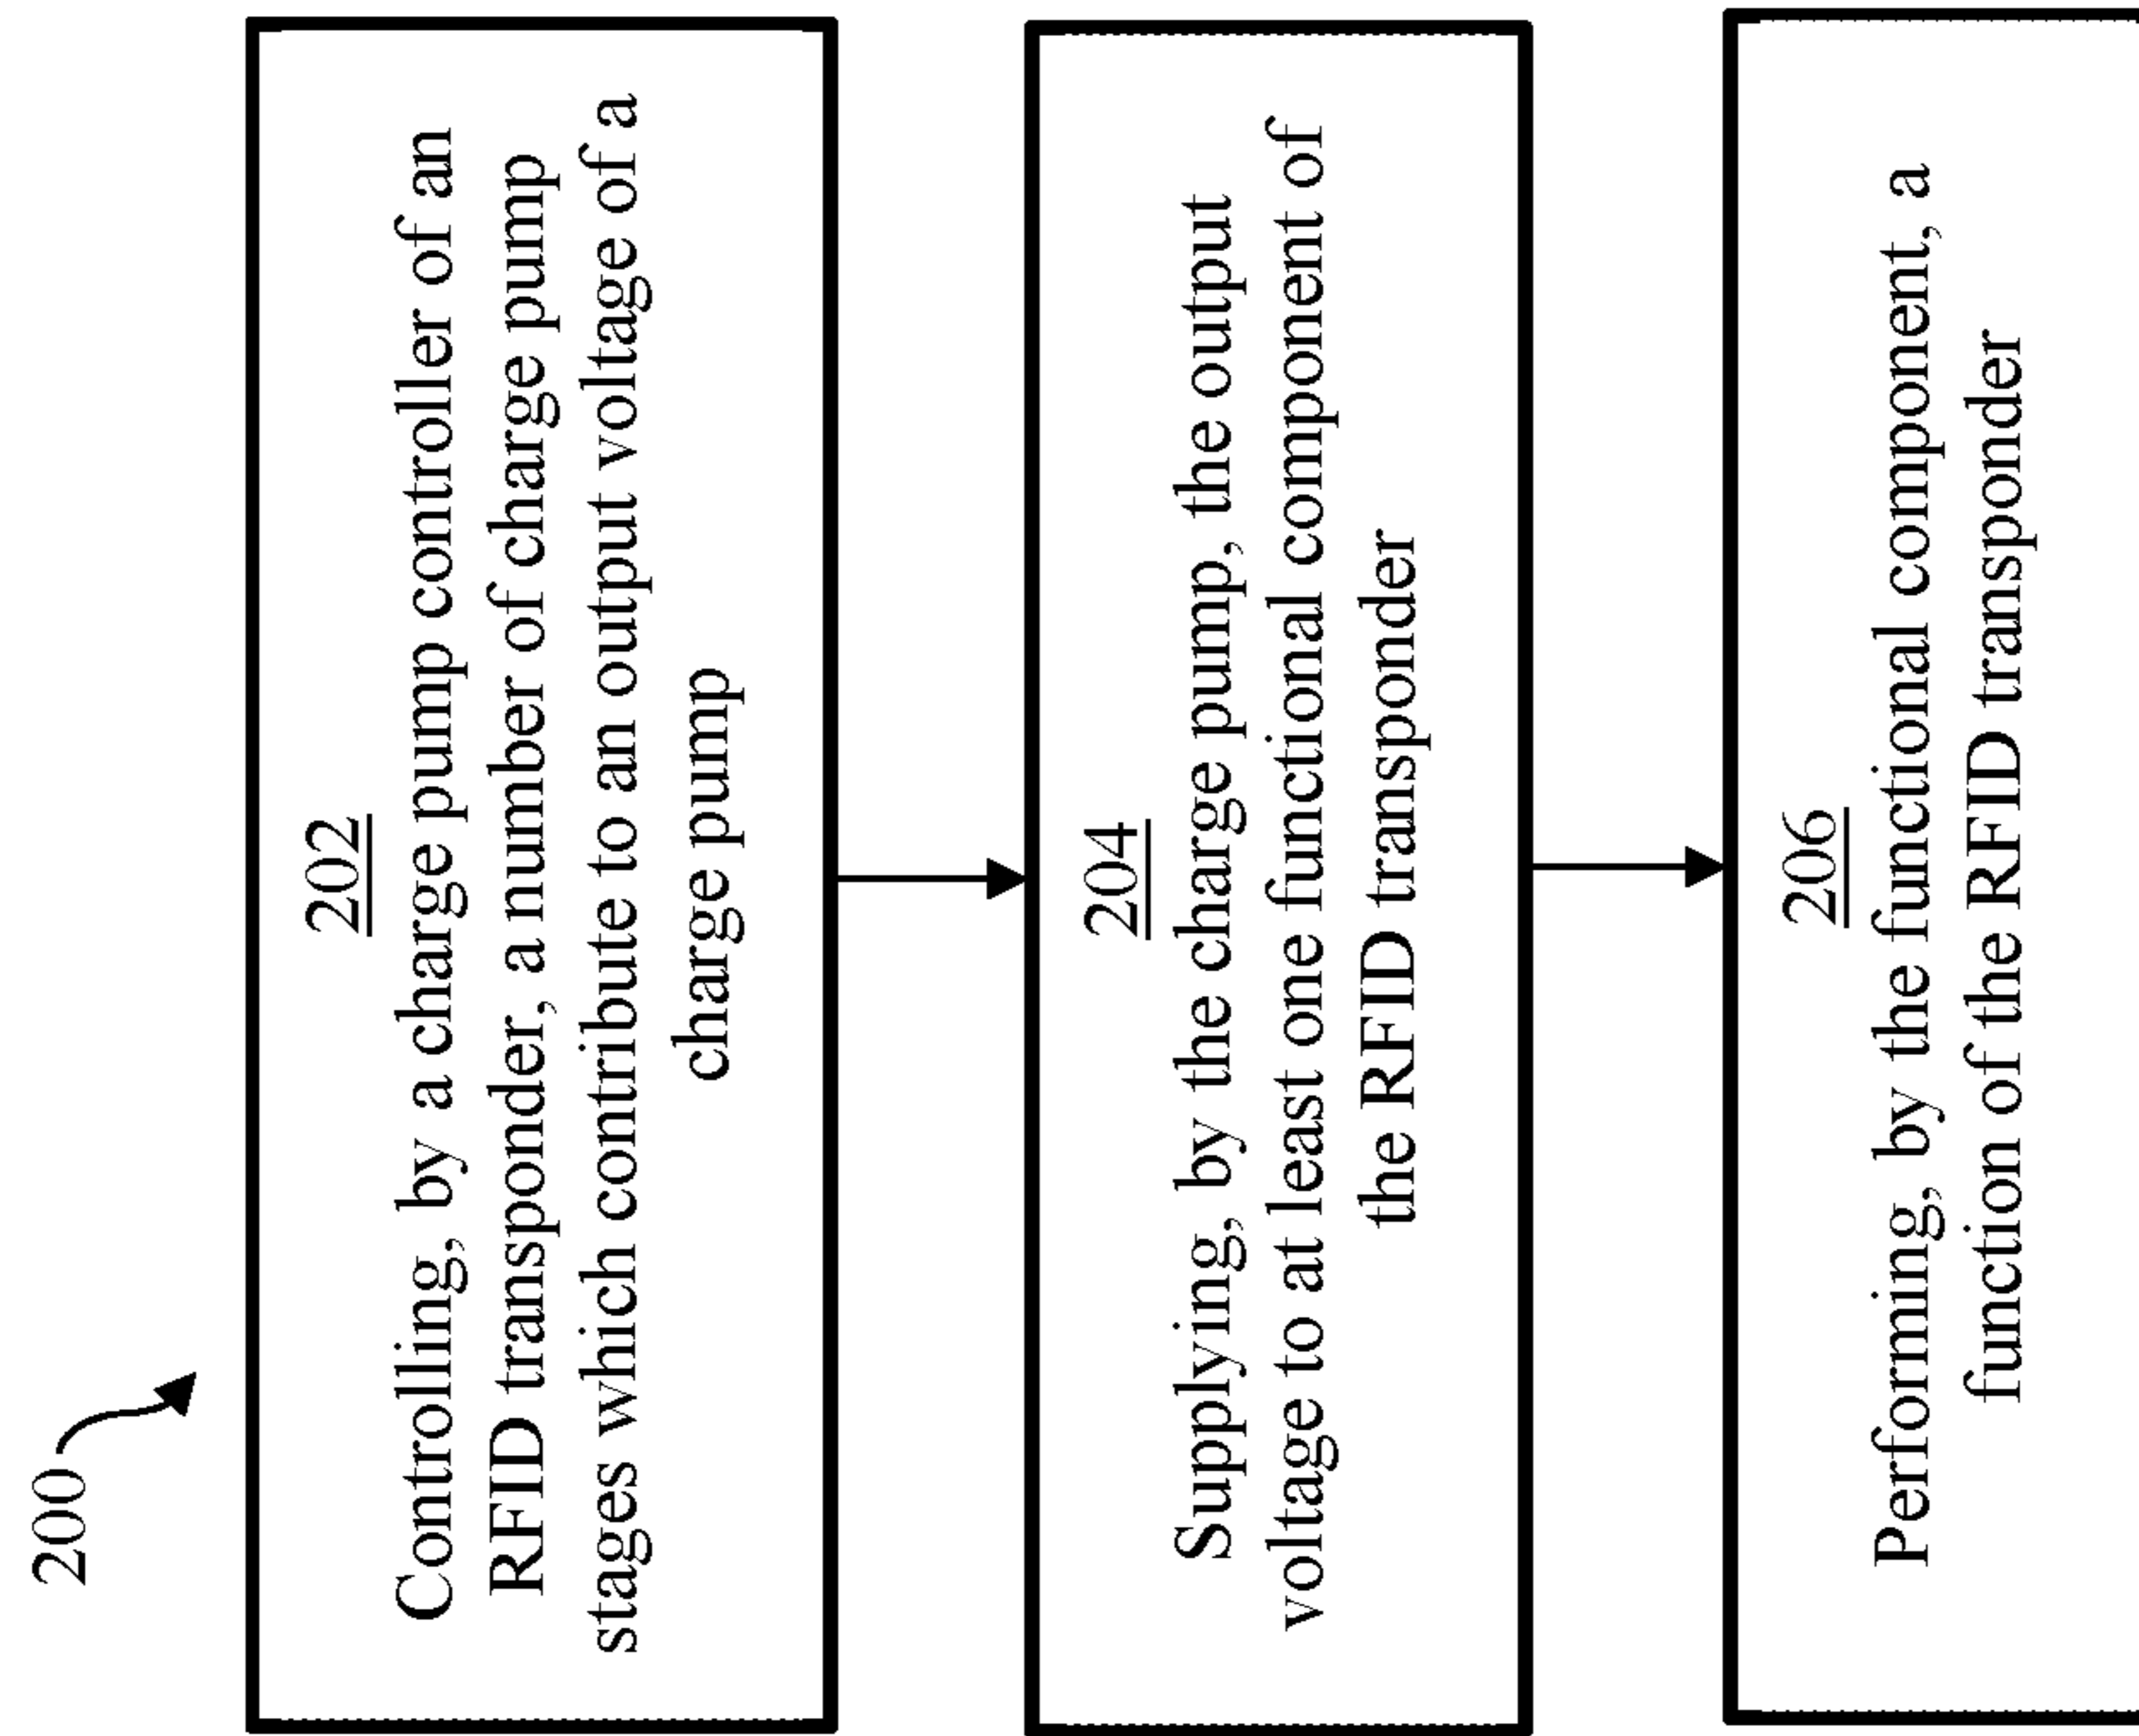 200
202
Controlling, by a charge pump controller of an
RFID transponder, a number of charge pump
stages which contribute to an output voltage of a
charge pump
204
Supplying, by the charge pump, the output
voltage to at least one functional component of
the RFID transponder
206
Performing, by the functional component, a
function of the RFID transponder